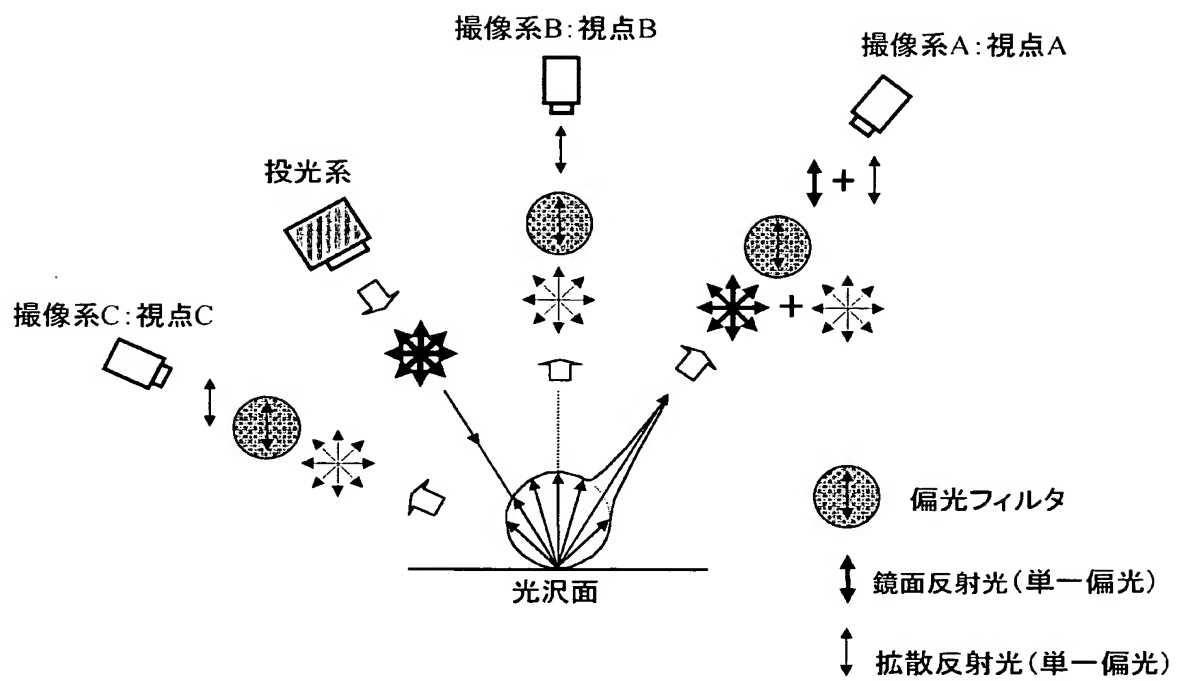 撮像系B:視点B
撮像系A:視点A
投光系
撮像系C:視点C
光沢面
偏光フィルタ
鏡面反射光(単一偏光)
拡散反射光(単一偏光)